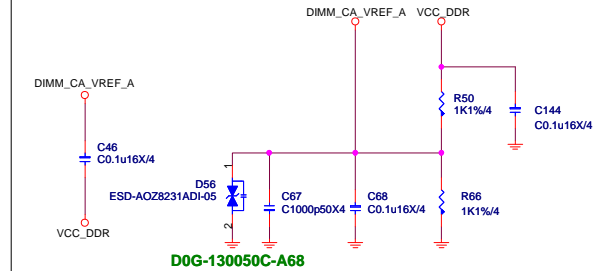 DIMM_CA_VREF_A VCC_DDR
DIMM_CA_VREF_A
R50
1K1%/4
C144
C0.1u16X/4
C46
C0.1u16X/4
VCC_DDR
1
D56
ESD-AOZ8231ADI-05
2
C67
C1000p50X4
C68
C0.1u16X/4
R66
1K1%/4
D0G-130050C-A68